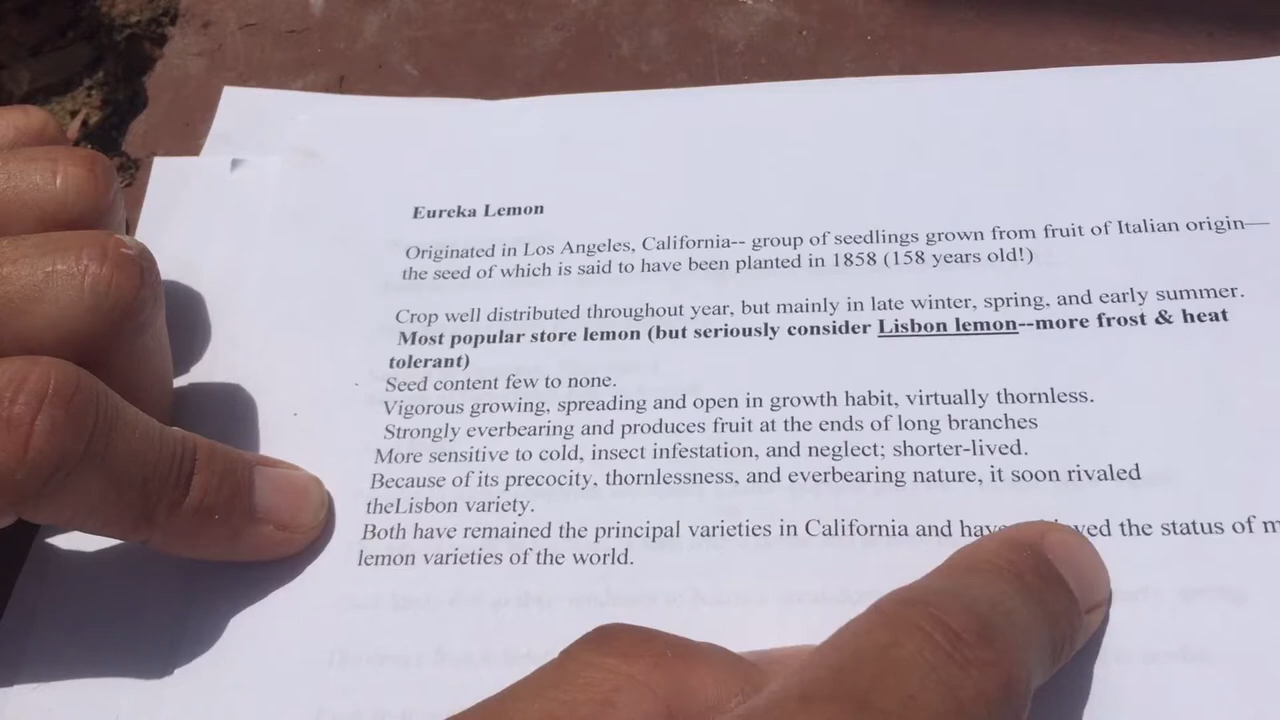 Eureka Lemon
Originated in Los Angeles, California-- group of seedlings grown from fruit of Italian origin—
the seed of which is said to have been planted in 1858 (158 years old!)
Crop well distributed throughout year, but mainly in late winter, spring, and early summer.
Most popular store lemon (but seriously consider Lisbon lemon--more frost & heat
tolerant)
Seed content few to none.
Vigorous growing, spreading and open in growth habit, virtually thornless.
Strongly everbearing and produces fruit at the ends of long branches
More sensitive to cold, insect infestation, and neglect; shorter-lived.
Because of its precocity, thornlessness, and everbearing nature, it soon rivaled
theLisbon variety.
Both have remained the principal varieties in California and have the status of
lemon varieties of the world.